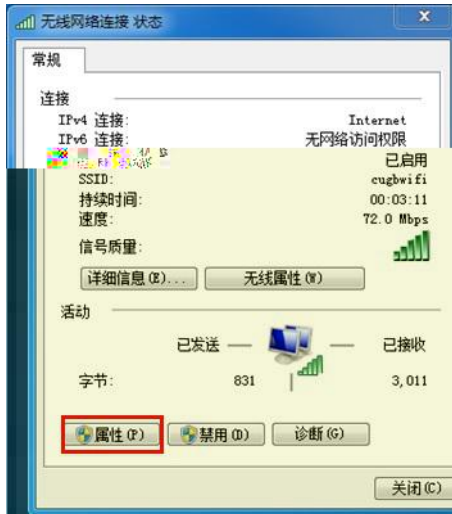 无线网络连接 状态
常规
连接
IPv4 连接: Internet
IPv6 连接: 无网络访问权限
已启用
SSID: cugbwifi
持续时间: 00:03:11
速度: 72.0 Mbps
信号质量:
详细信息(E)... 无线属性(W)
活动
已发送 — — 已接收
字节: 831 3,011
属性(P) 禁用(D) 诊断(G)
关闭(C)